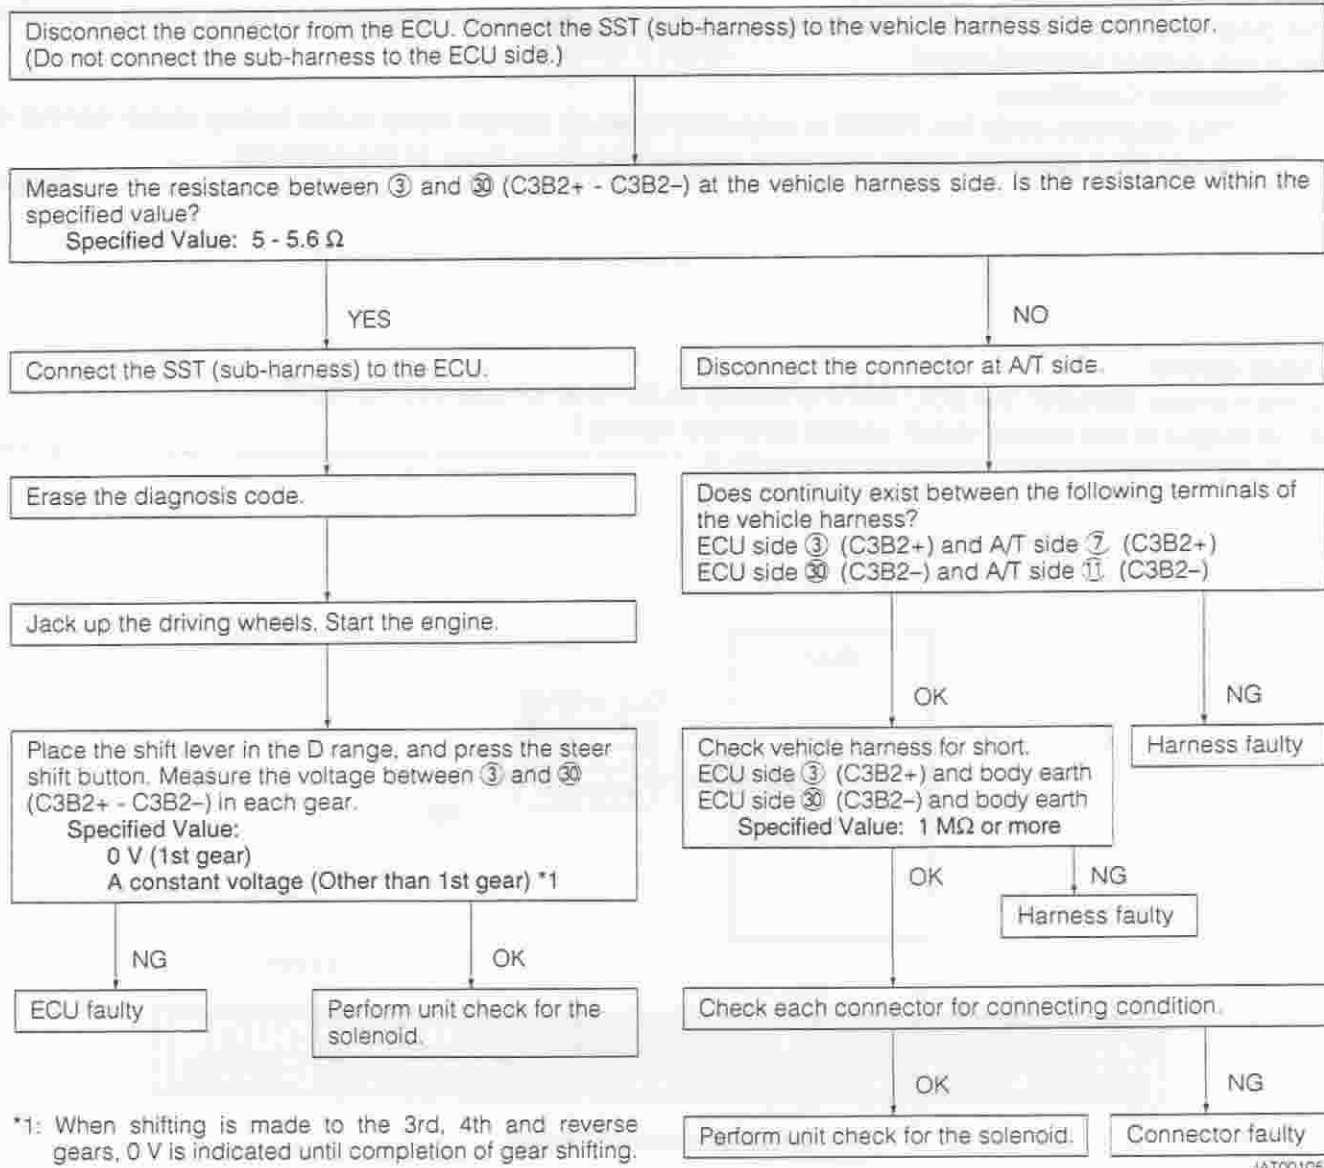 Disconnect the connector from the ECU. Connect the SST (sub-harness) to the vehicle harness side connector.
(Do not connect the sub-harness to the ECU side.)
Measure the resistance between ③ and ㉚ (C3B2+ - C3B2–) at the vehicle harness side. Is the resistance within the
specified value?
Specified Value: 5 - 5.6 Ω
YES
NO
Connect the SST (sub-harness) to the ECU.
Disconnect the connector at A/T side.
Erase the diagnosis code.
Does continuity exist between the following terminals of
the vehicle harness?
ECU side ③ (C3B2+) and A/T side ⑦ (C3B2+)
ECU side ㉚ (C3B2–) and A/T side ⑪ (C3B2–)
Jack up the driving wheels. Start the engine.
OK
NG
Place the shift lever in the D range, and press the steer
shift button. Measure the voltage between ③ and ㉚
(C3B2+ - C3B2–) in each gear.
Specified Value:
0 V (1st gear)
A constant voltage (Other than 1st gear) *1
Check vehicle harness for short.
ECU side ③ (C3B2+) and body earth
ECU side ㉚ (C3B2–) and body earth
Specified Value: 1 MΩ or more
Harness faulty
OK
NG
Harness faulty
NG
OK
ECU faulty
Perform unit check for the
solenoid.
Check each connector for connecting condition.
OK
NG
*1: When shifting is made to the 3rd, 4th and reverse
gears, 0 V is indicated until completion of gear shifting.
Perform unit check for the solenoid.
Connector faulty